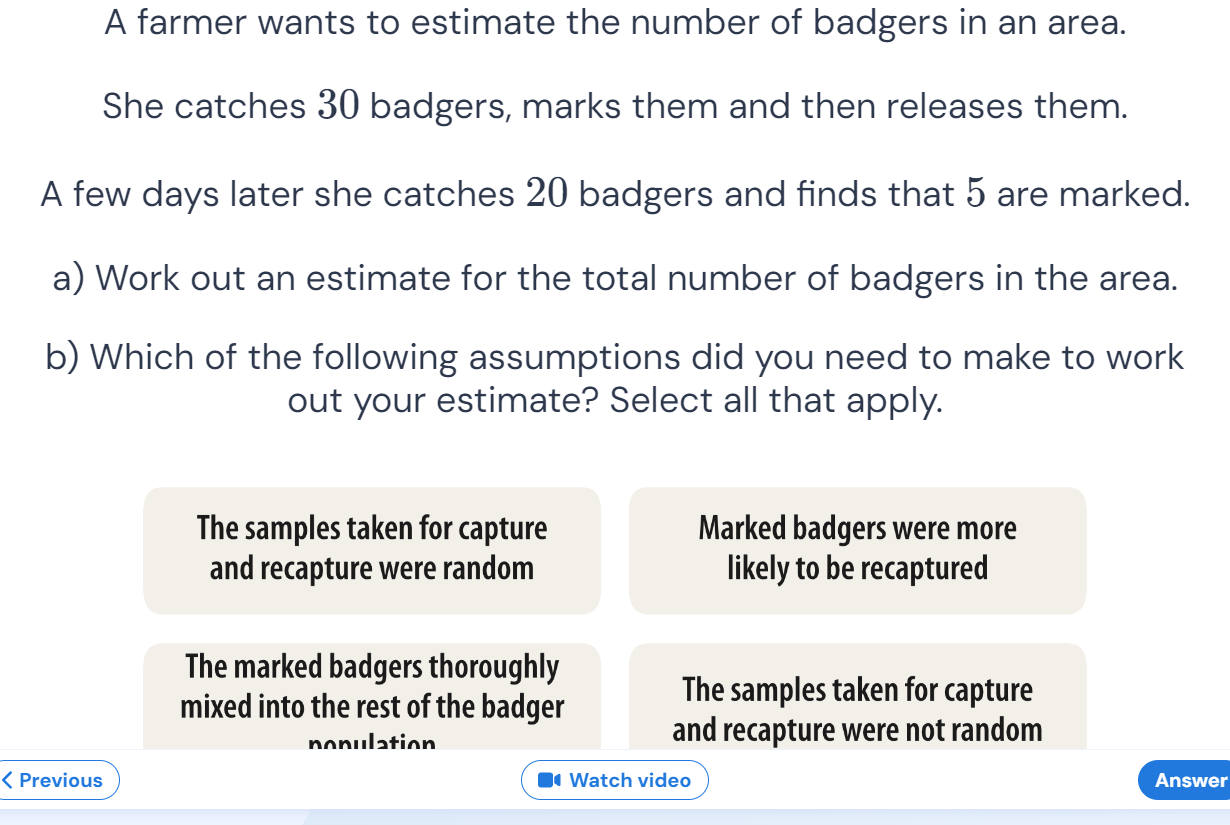 A farmer wants to estimate the number of badgers in an area.
She catches 30 badgers, marks them and then releases them.
A few days later she catches 20 badgers and finds that 5 are marked.
a) Work out an estimate for the total number of badgers in the area.
b) Which of the following assumptions did you need to make to work
out your estimate? Select all that apply.
The samples taken for capture
and recapture were random
Marked badgers were more
likely to be recaptured
The marked badgers thoroughly
mixed into the rest of the badger
population
The samples taken for capture
and recapture were not random
Previous
Watch video
Answer